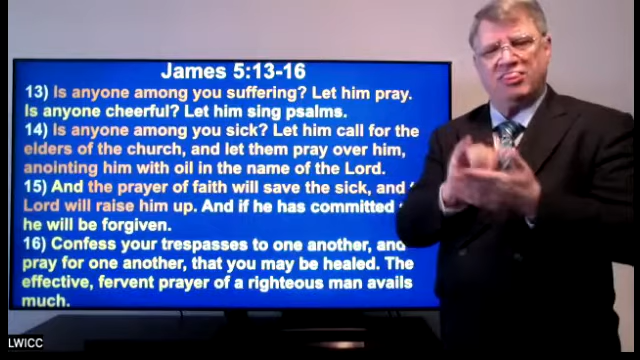 James 5:13-16
13) Is anyone among you suffering? Let him pray.
Is anyone cheerful? Let him sing psalms.
14) Is anyone among you sick? Let him call for the
elders of the church, and let them pray over him,
anointing him with oil in the name of the Lord.
15) And the prayer of faith will save the sick, and
Lord will raise him up. And if he has committed
he will be forgiven.
16) Confess your trespasses to one another, and
pray for one another, that you may be healed. The
effective, fervent prayer of a righteous man avails
much.
LWICC